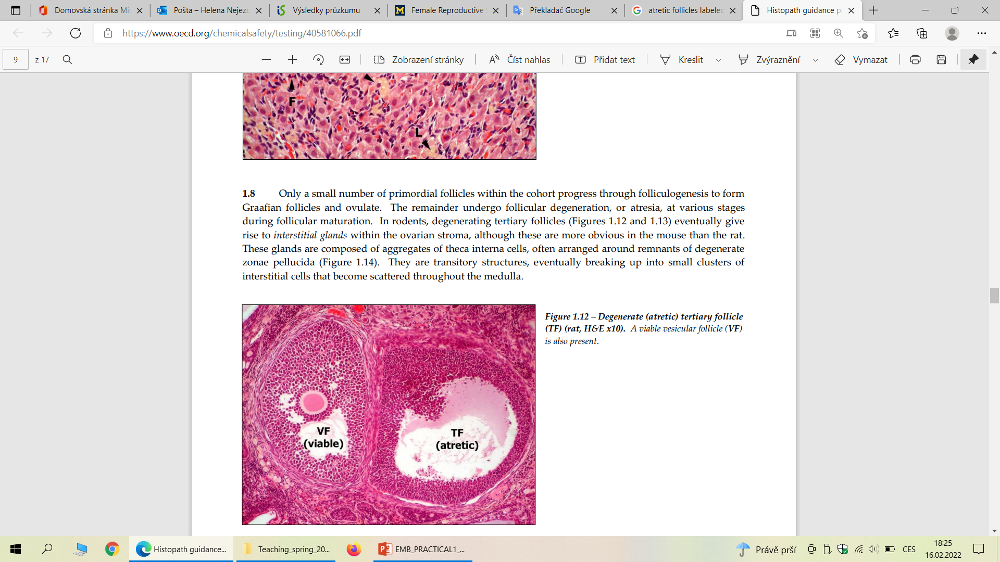 Domovská stránka Mi
Pošta – Helena Nejezc
Výsledky průzkumu
Female Reproductive S
Překladač Google
atretic follicles labeled
Histopath guidance p
https://www.oecd.org/chemicalsafety/testing/40581066.pdf
9 z 17
Zobrazení stránky
Číst nahlas
Přidat text
Kreslit
Zvýraznění
Vymazat
F
L
1.8 Only a small number of primordial follicles within the cohort progress through folliculogenesis to form
Graafian follicles and ovulate. The remainder undergo follicular degeneration, or atresia, at various stages
during follicular maturation. In rodents, degenerating tertiary follicles (Figures 1.12 and 1.13) eventually give
rise to interstitial glands within the ovarian stroma, although these are more obvious in the mouse than the rat.
These glands are composed of aggregates of theca interna cells, often arranged around remnants of degenerate
zonae pellucida (Figure 1.14). They are transitory structures, eventually breaking up into small clusters of
interstitial cells that become scattered throughout the medulla.
Figure 1.12 – Degenerate (atretic) tertiary follicle
(TF) (rat, H&E x10). A viable vesicular follicle (VF)
is also present.
VF
(viable)
TF
(atretic)
Histopath guidance...
Teaching_spring_20...
EMB_PRACTICAL1_...
Právě prší
CES
18:25
16.02.2022